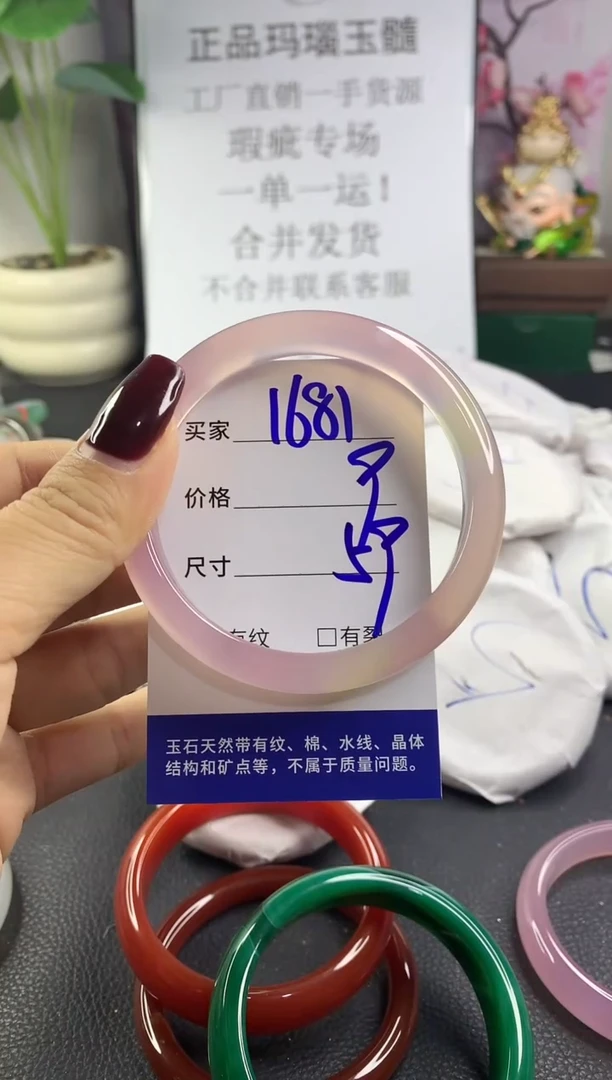 正品玛瑙玉髓
工厂直销一手货源
瑕疵专场
一单一运！
合并发货
不合并联系客服
买家 1681
价格
尺寸
有纹 □有
玉石天然带有纹、棉、水线、晶体
结构和矿点等，不属于质量问题。